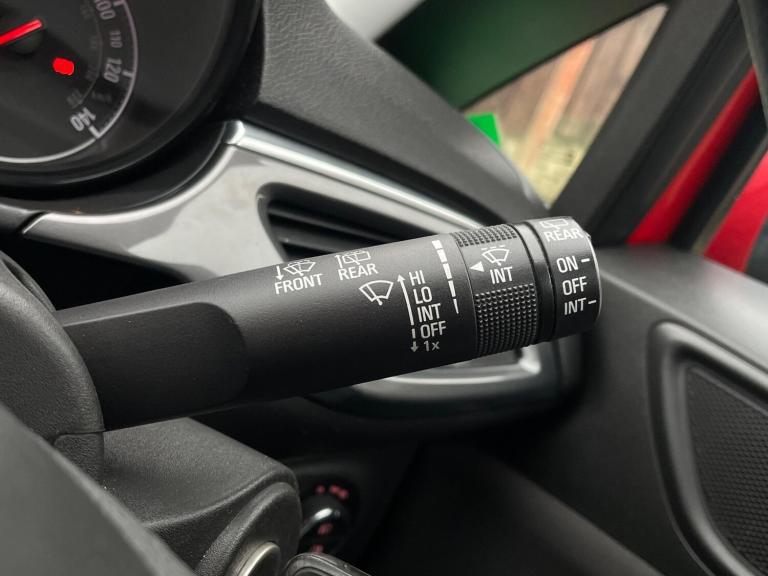 100
110
120
140
FRONT
REAR
HI
LO
INT
OFF
1x
INT
REAR
ON
OFF
INT